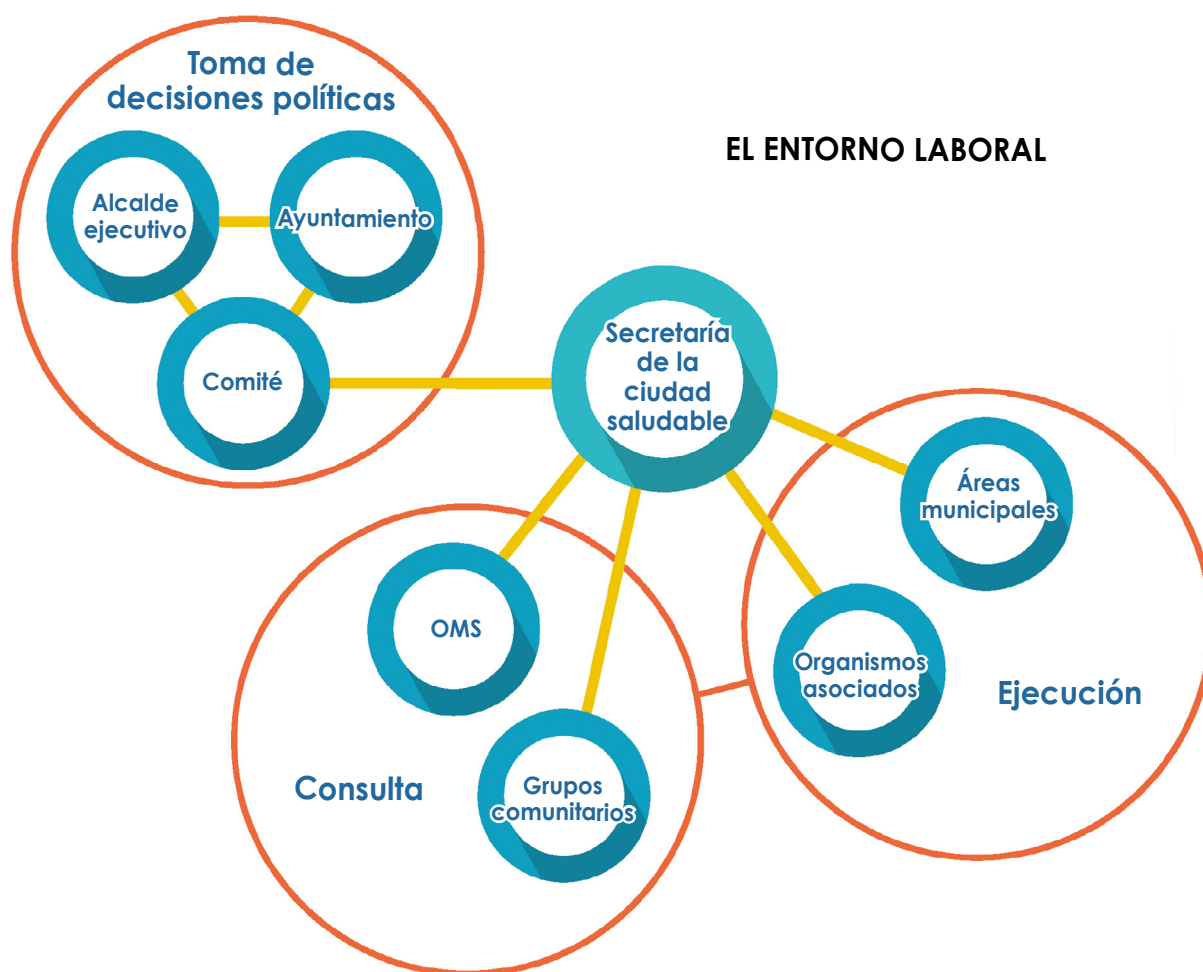 Toma de
decisiones políticas
EL ENTORNO LABORAL
Alcalde
ejecutivo
Ayuntamiento
Comité
Secretaría
de la
ciudad
saludable
Áreas
municipales
OMS
Organismos
asociados
Ejecución
Consulta
Grupos
comunitarios